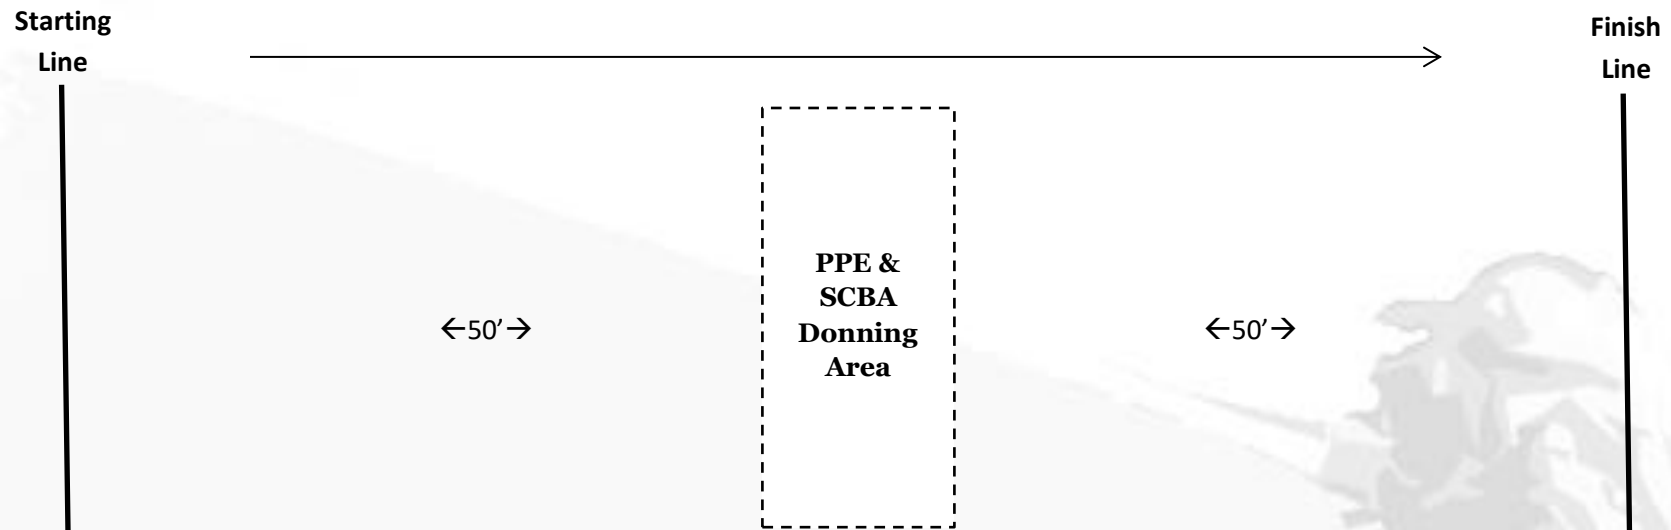 Starting
Line
Finish
Line
PPE &
SCBA
Donning
Area
←50’→
←50’→